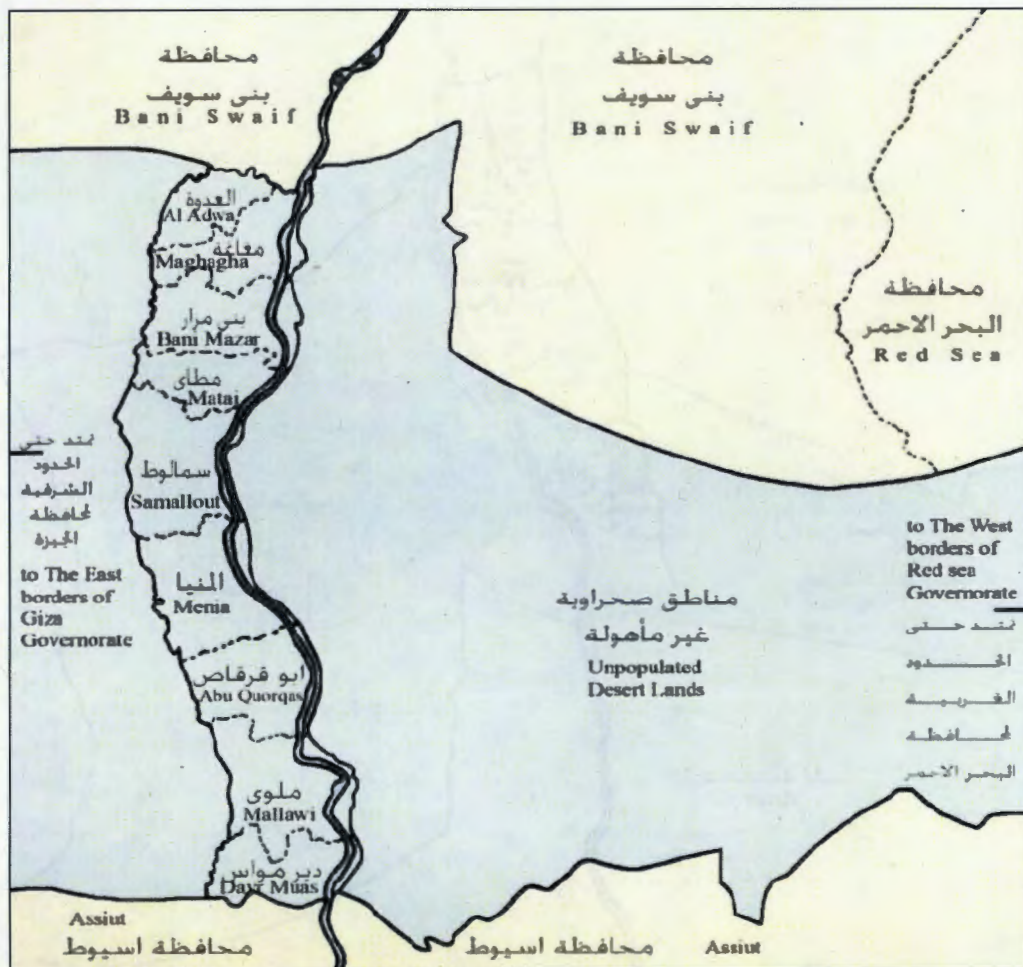 محافظة
بنى سويف
Bani Swaif
محافظة
بنى سويف
Bani Swaif
العدوة
Al Adwa
مغاغة
Maghagha
بنى مزار
Bani Mazar
مطاى
Matai
محافظة
البحر الاحمر
Red Sea
تمتد حتى
الحدود
الشرقيه
لمحافظة
الجيزة
to The East
borders of
Giza
Governorate
سمالوط
Samallout
المنيا
Menia
ابو قرقاص
Abu Quorqas
ملوى
Mallawi
دير مواس
Dayr Muas
مناطق صحراوية
غير مأهولة
Unpopulated
Desert Lands
to The West
borders of
Red sea
Governorate
تمتد حتى
الحدود
الغربية
لمحافظة
البحر الاحمر
Assiut
محافظة اسيوط
محافظة اسيوط
Assiut